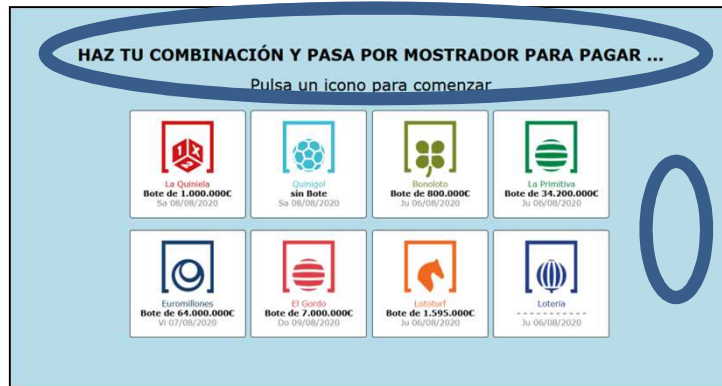 HAZ TU COMBINACIÓN Y PASA POR MOSTRADOR PARA PAGAR ...
Pulsa un icono para comenzar
1 X 2
La Quiniela
Bote de 1.000.000€
Sa 08/08/2020
Quinigol
sin Bote
Sa 08/08/2020
Bonoloto
Bote de 800.000€
Ju 06/08/2020
La Primitiva
Bote de 34.200.000€
Ju 06/08/2020
Euromillones
Bote de 64.000.000€
Vi 07/08/2020
El Gordo
Bote de 7.000.000€
Do 09/08/2020
Lototurf
Bote de 1.595.000€
Ju 06/08/2020
Lotería
- - - - - - - - - - - -
Ju 06/08/2020